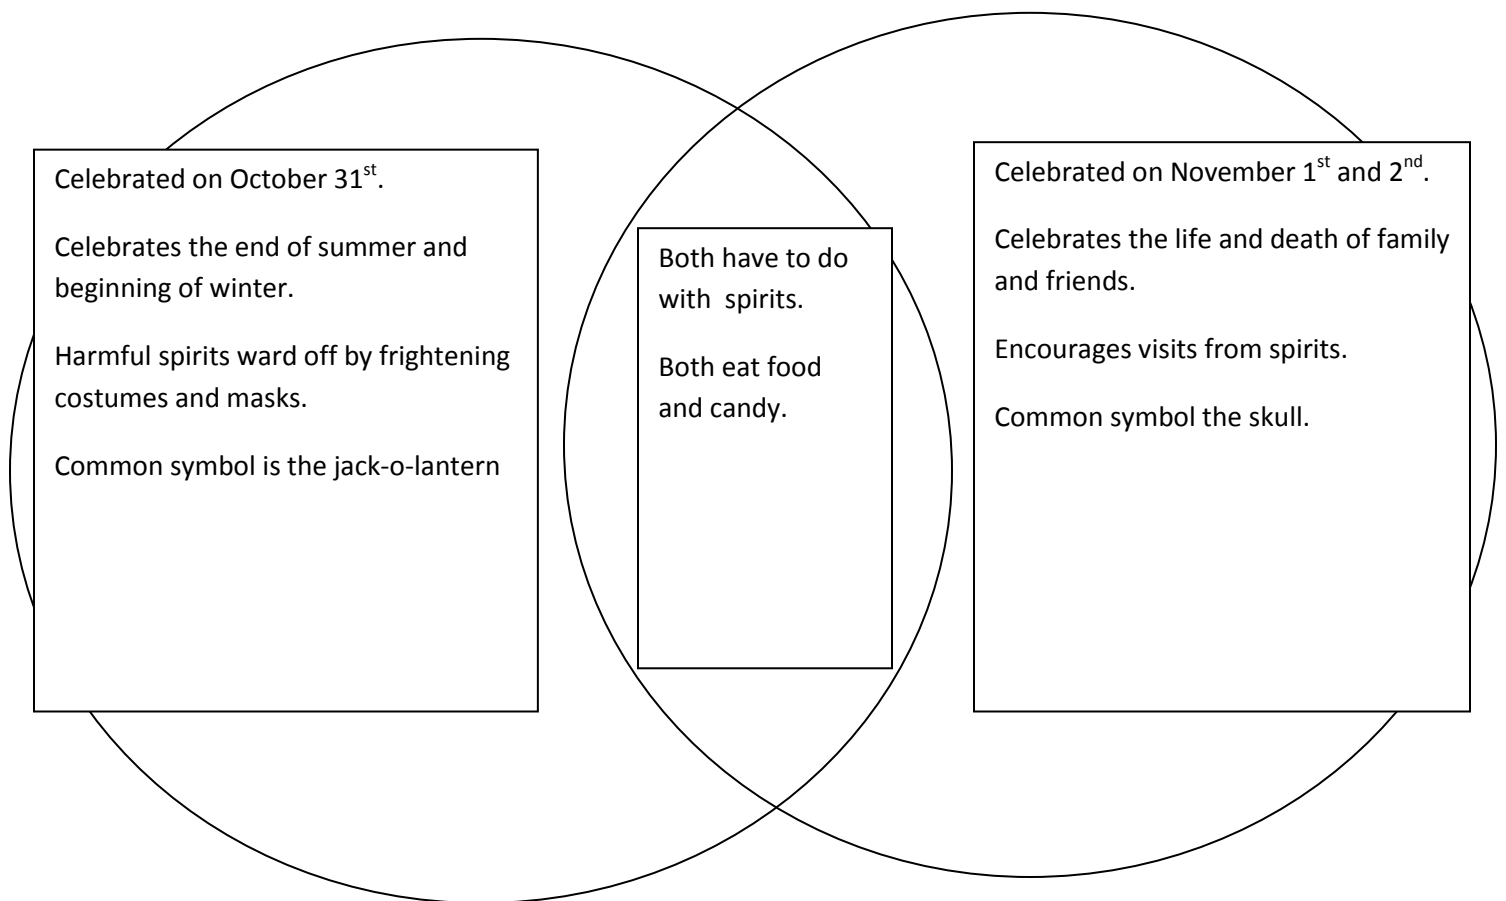 Celebrated on October 31st.
Celebrates the end of summer and
beginning of winter.
Harmful spirits ward off by frightening
costumes and masks.
Common symbol is the jack-o-lantern
Both have to do
with  spirits.
Both eat food
and candy.
Celebrated on November 1st and 2nd.
Celebrates the life and death of family
and friends.
Encourages visits from spirits.
Common symbol the skull.